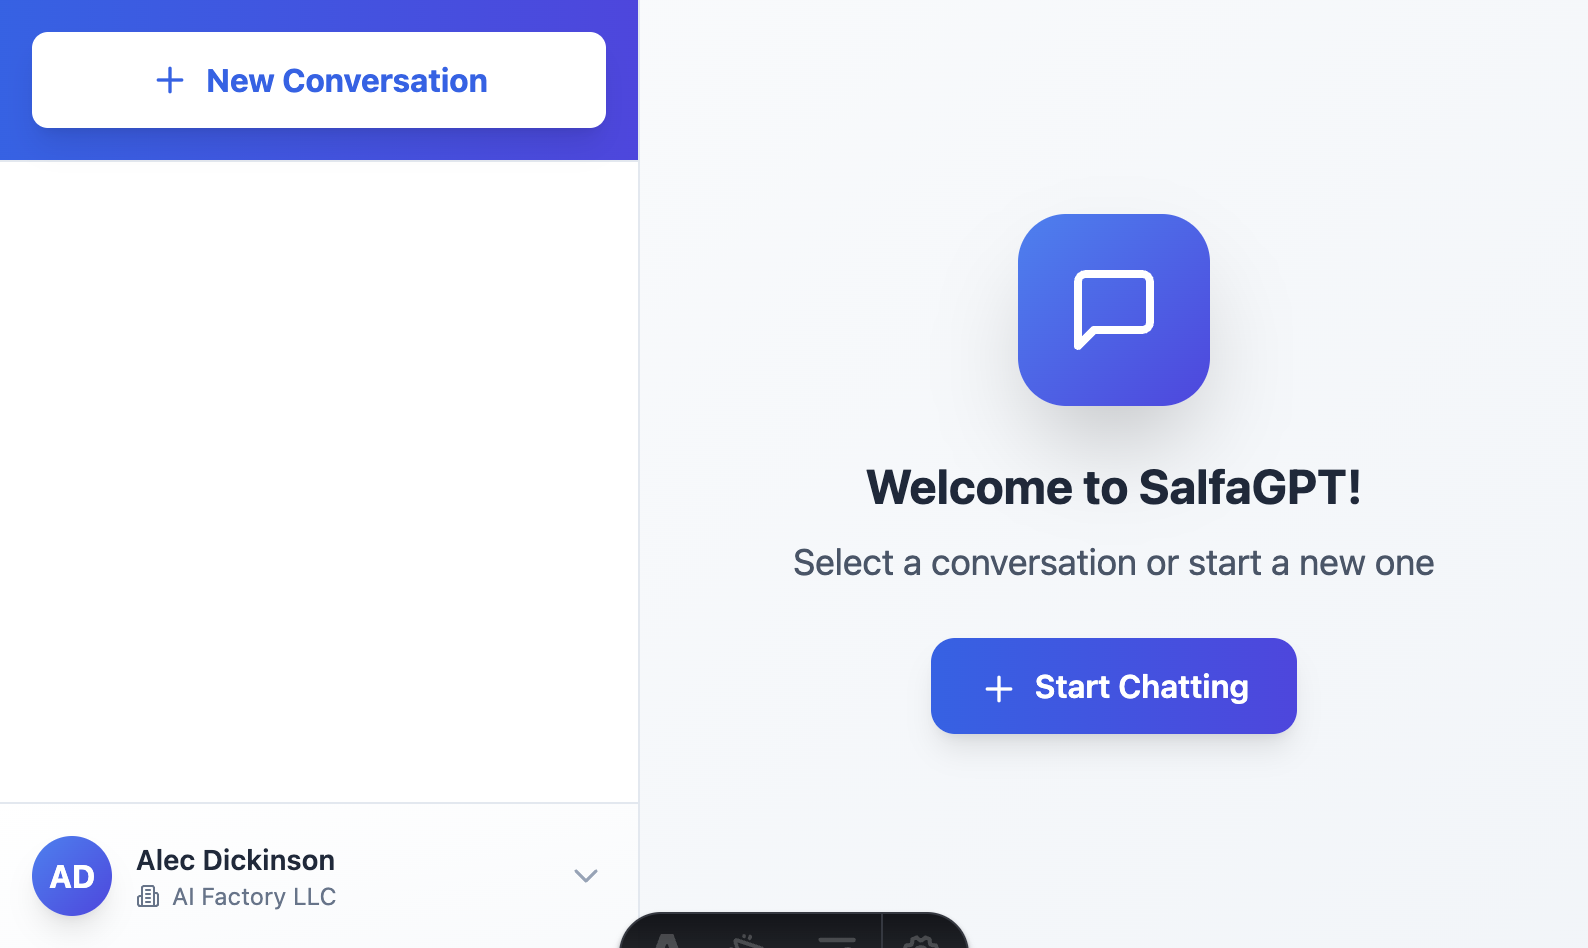 New Conversation
Welcome to SalfaGPT!
Select a conversation or start a new one
Start Chatting
AD
Alec Dickinson
AI Factory LLC